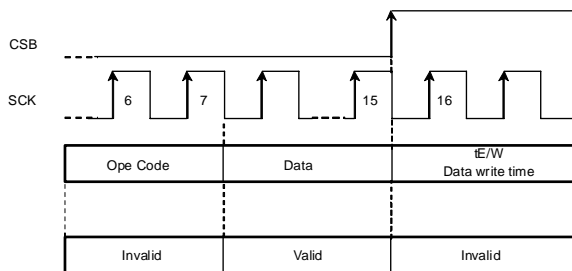 CSB
SCK
6
7
15
16
Ope Code
Data
tE/W
Data write time
Invalid
Valid
Invalid